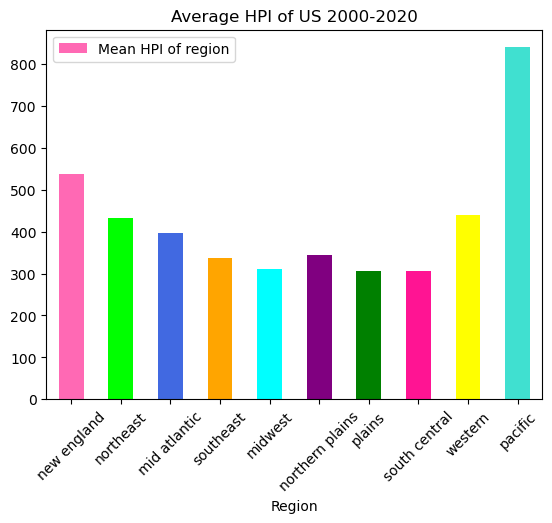 Average HPI of US 2000-2020
Mean HPI of region
800
700
600
500
400
300
200
100
0
new england
northeast
mid atlantic
southeast
midwest
northern plains
plains
south central
western
pacific
Region